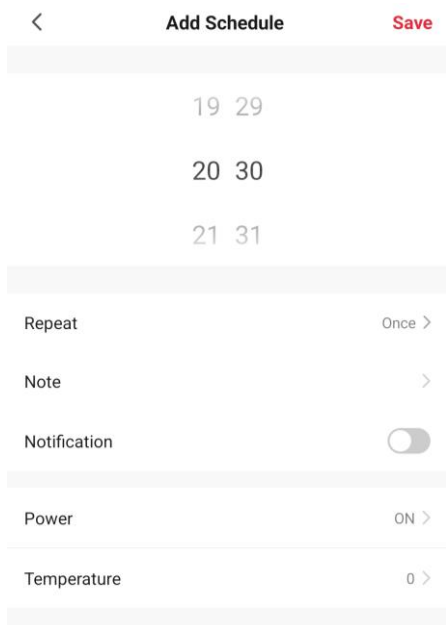 Add Schedule Save
19 29
20 30
21 31
Repeat Once
Note
Notification
Power ON
Temperature 0